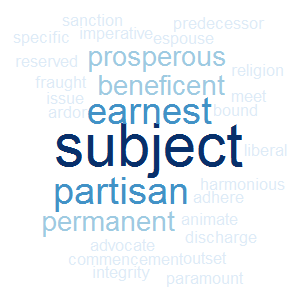 sanction
predecessor
specific imperative espouse
prosperous
reserved
religion
fraught beneficent
issue meet
ardor earnest bound
subject
liberal
partisan harmonious
adhere
permanent animate
discharge
advocate
commencement outset
integrity paramount